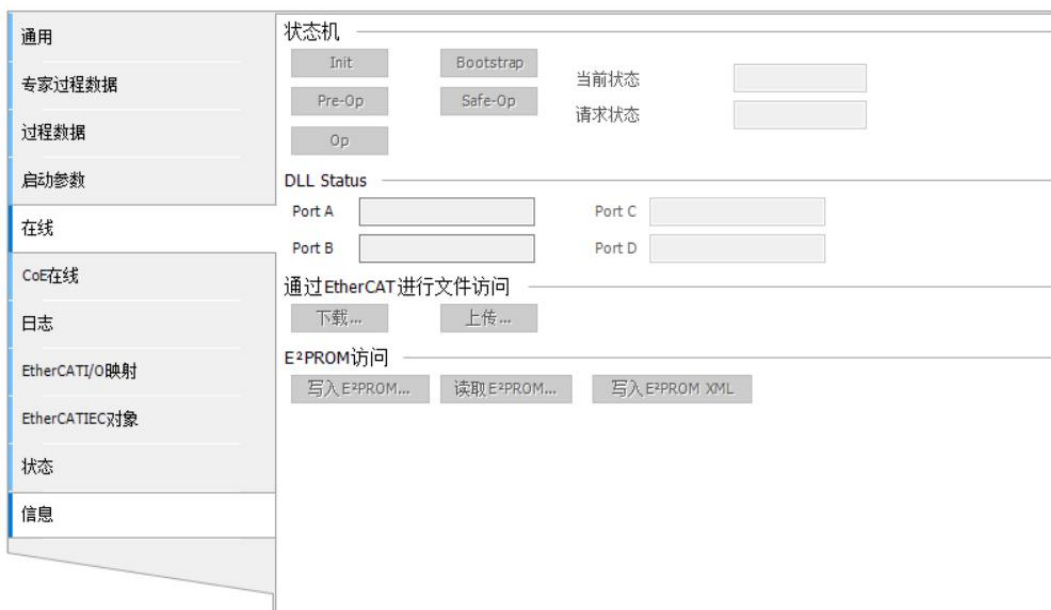 通用
专家过程数据
过程数据
启动参数
在线
CoE在线
日志
EtherCATI/O映射
EtherCATIEC对象
状态
信息
状态机
Init
Bootstrap
当前状态
Pre-Op
Safe-Op
请求状态
Op
DLL Status
Port A
Port C
Port B
Port D
通过EtherCAT进行文件访问
下载...
上传...
E²PROM访问
写入E²PROM...
读取E²PROM...
写入E²PROM XML